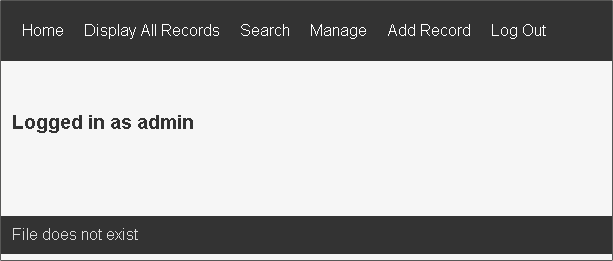 Home Display All Records Search Manage Add Record Log Out
Logged in as admin
File does not exist